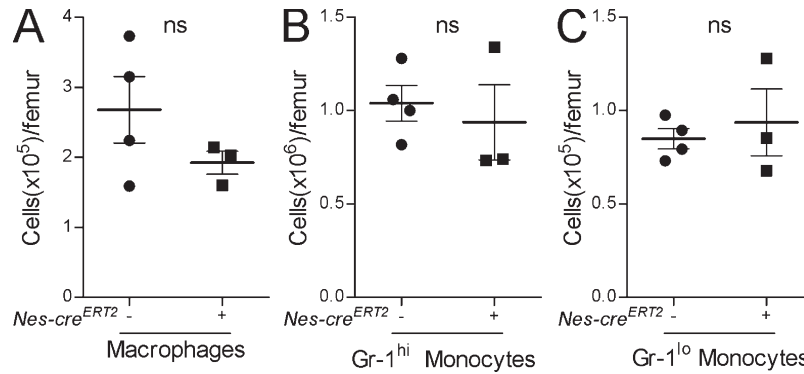 A
ns
Cells(x10^5)/femur
4
3
2
1
0
Nes-cre^ERT2 - +
Macrophages
B
ns
Cells(x10^6)/femur
1.5
1.0
0.5
0.0
Nes-cre^ERT2 - +
Gr-1^hi Monocytes
C
ns
Cells(x10^5)/femur
1.5
1.0
0.5
0.0
Nes-cre^ERT2 - +
Gr-1^lo Monocytes